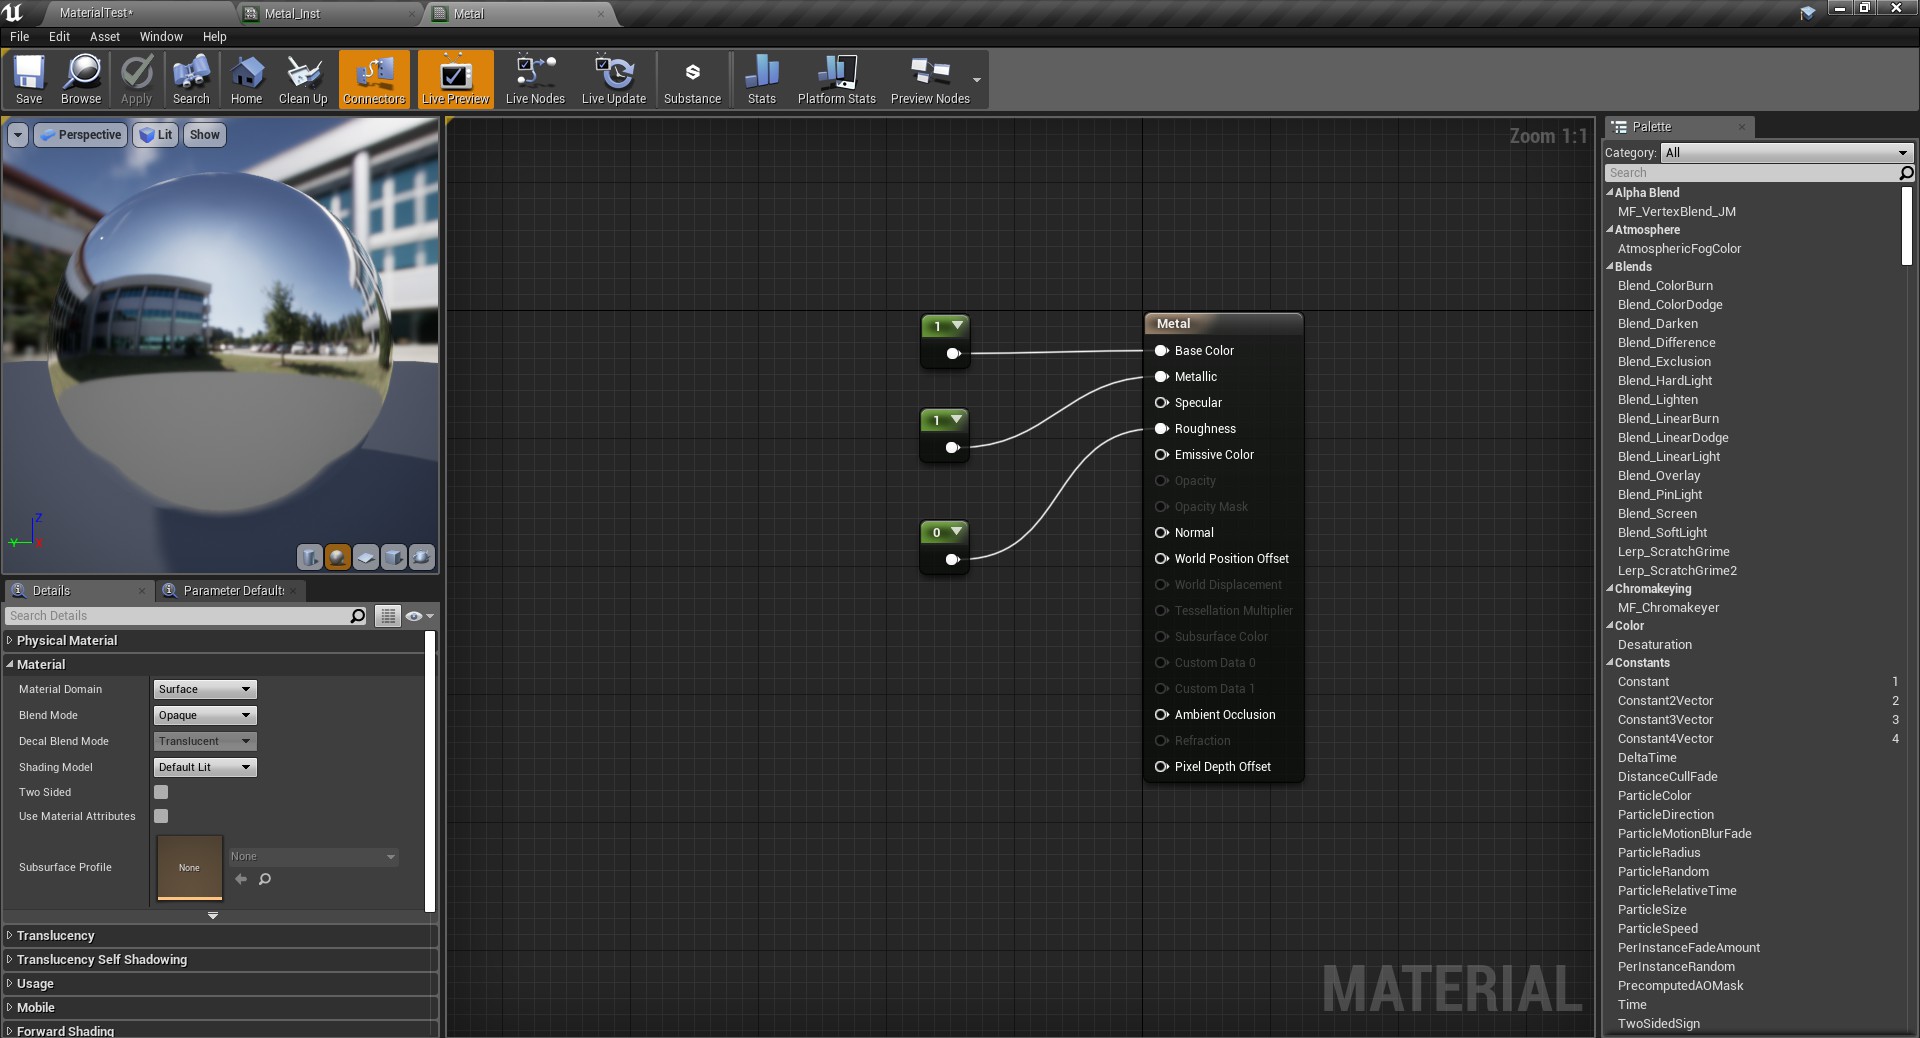 MaterialTest*
Metal_Inst
Metal
File Edit Asset Window Help
Save Browse Apply Search Home Clean Up Connectors Live Preview Live Nodes Live Update Substance Stats Platform Stats Preview Nodes
Perspective Lit Show
Z
Y
X
Details
Parameter Defaults
Search Details
Physical Material
Material
Material Domain Surface
Blend Mode Opaque
Decal Blend Mode Translucent
Shading Model Default Lit
Two Sided
Use Material Attributes
Subsurface Profile None None
Translucency
Translucency Self Shadowing
Usage
Mobile
Forward Shading
Zoom 1:1
1
1
0
Metal
Base Color
Metallic
Specular
Roughness
Emissive Color
Opacity
Opacity Mask
Normal
World Position Offset
World Displacement
Tessellation Multiplier
Subsurface Color
Custom Data 0
Custom Data 1
Ambient Occlusion
Refraction
Pixel Depth Offset
MATERIAL
Palette
Category: All
Search
Alpha Blend
MF_VertexBlend_JM
Atmosphere
AtmosphericFogColor
Blends
Blend_ColorBurn
Blend_ColorDodge
Blend_Darken
Blend_Difference
Blend_Exclusion
Blend_HardLight
Blend_Lighten
Blend_LinearBurn
Blend_LinearDodge
Blend_LinearLight
Blend_Overlay
Blend_PinLight
Blend_Screen
Blend_SoftLight
Lerp_ScratchGrime
Lerp_ScratchGrime2
Chromakeying
MF_Chromakeyer
Color
Desaturation
Constants
Constant 1
Constant2Vector 2
Constant3Vector 3
Constant4Vector 4
DeltaTime
DistanceCullFade
ParticleColor
ParticleDirection
ParticleMotionBlurFade
ParticleRadius
ParticleRandom
ParticleRelativeTime
ParticleSize
ParticleSpeed
PerInstanceFadeAmount
PerInstanceRandom
PrecomputedAOMask
Time
TwoSidedSign